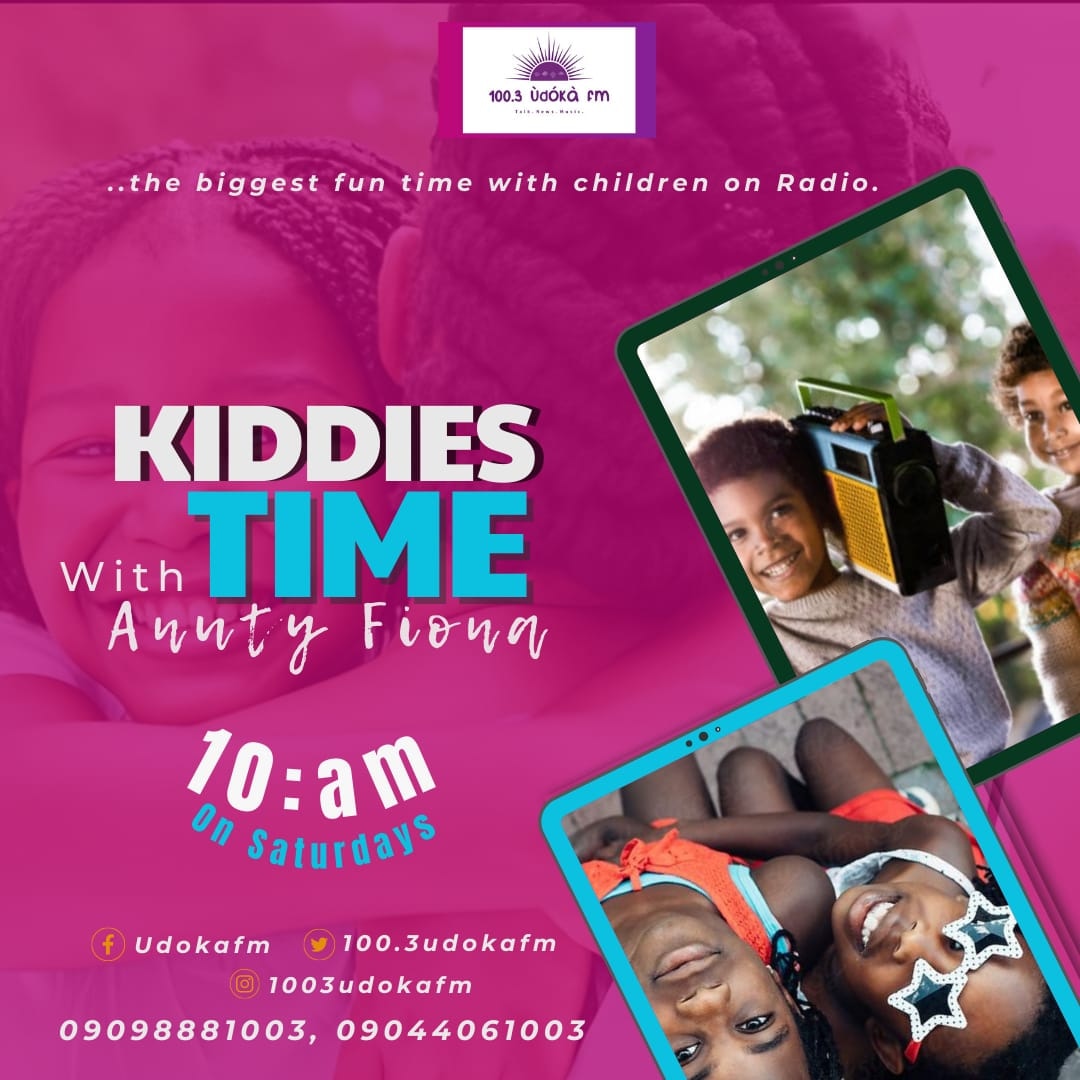 100.3 Ùdókà fm
Talk. News. Music.
..the biggest fun time with children on Radio.
KIDDIES
TIME
With
Annty Fiona
10:am
On Saturdays
Udokafm 100.3udokafm
1003udokafm
09098881003, 09044061003